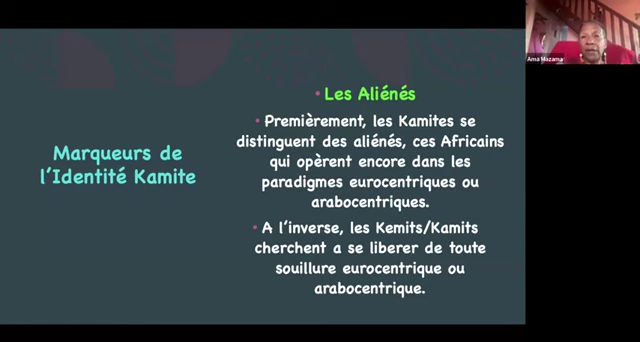 Marqueurs de
l'Identité Kamite
• Les Aliénés
• Premièrement, les Kamites se
distinguent des aliénés, ces Africains
qui opèrent encore dans les
paradigmes eurocentriques ou
arabocentriques.
• A l'inverse, les Kemits/Kamits
cherchent a se liberer de toute
souillure eurocentrique ou
arabocentrique.
Ama Mazama